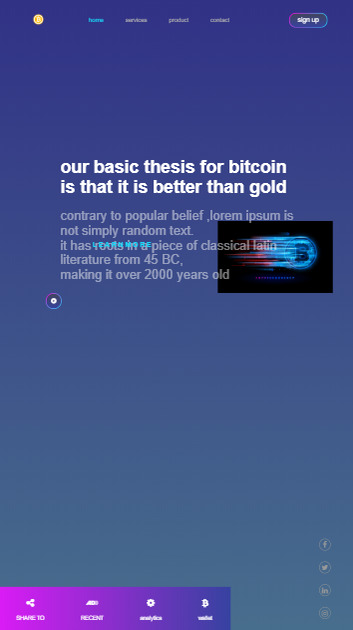 home services product contact sign up
our basic thesis for bitcoin
is that it is better than gold
contrary to popular belief ,lorem ipsum is
not simply random text.
it has roots in a piece of classical latin
LEARN MORE
literature from 45 BC,
making it over 2000 years old
SHARE TO RECENT analytics wallet